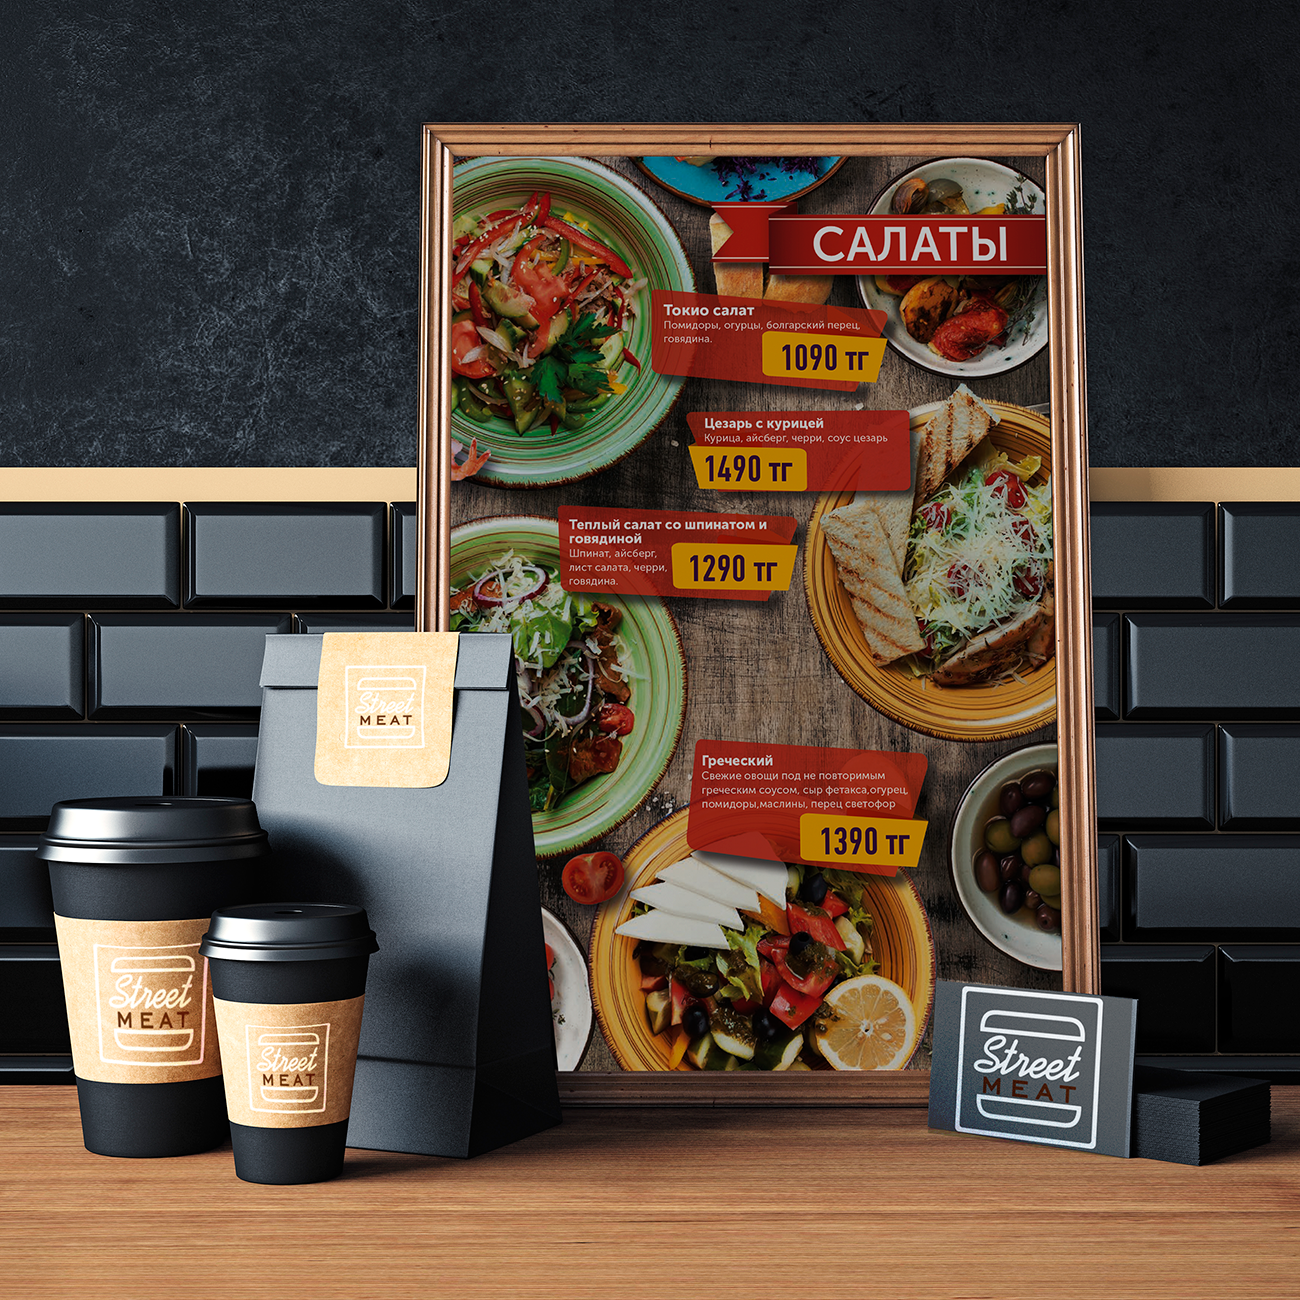 САЛАТЫ
Токио салат
Помидоры, огурцы, болгарский перец,
говядина.
1090 тг
Цезарь с курицей
Курица, айсберг, черри, соус цезарь
1490 тг
Теплый салат со шпинатом и
говядиной
Шпинат, айсберг,
лист салата, черри,
говядина.
1290 тг
Греческий
Свежие овощи под не повторимым
греческим соусом, сыр фетакса,огурец,
помидоры,маслины, перец светофор
1390 тг
Street
MEAT
Street
MEAT
Street
MEAT
Street
MEAT